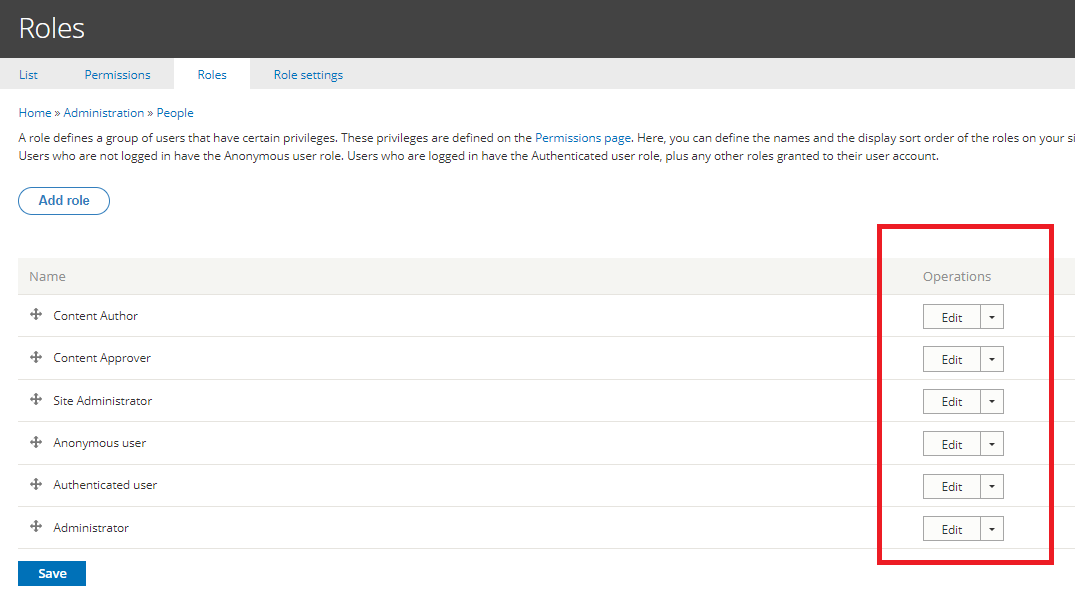 Roles
List Permissions Roles Role settings
Home » Administration » People
A role defines a group of users that have certain privileges. These privileges are defined on the Permissions page. Here, you can define the names and the display sort order of the roles on your
Users who are not logged in have the Anonymous user role. Users who are logged in have the Authenticated user role, plus any other roles granted to their user account.
Add role
Name Operations
Content Author Edit
Content Approver Edit
Site Administrator Edit
Anonymous user Edit
Authenticated user Edit
Administrator Edit
Save